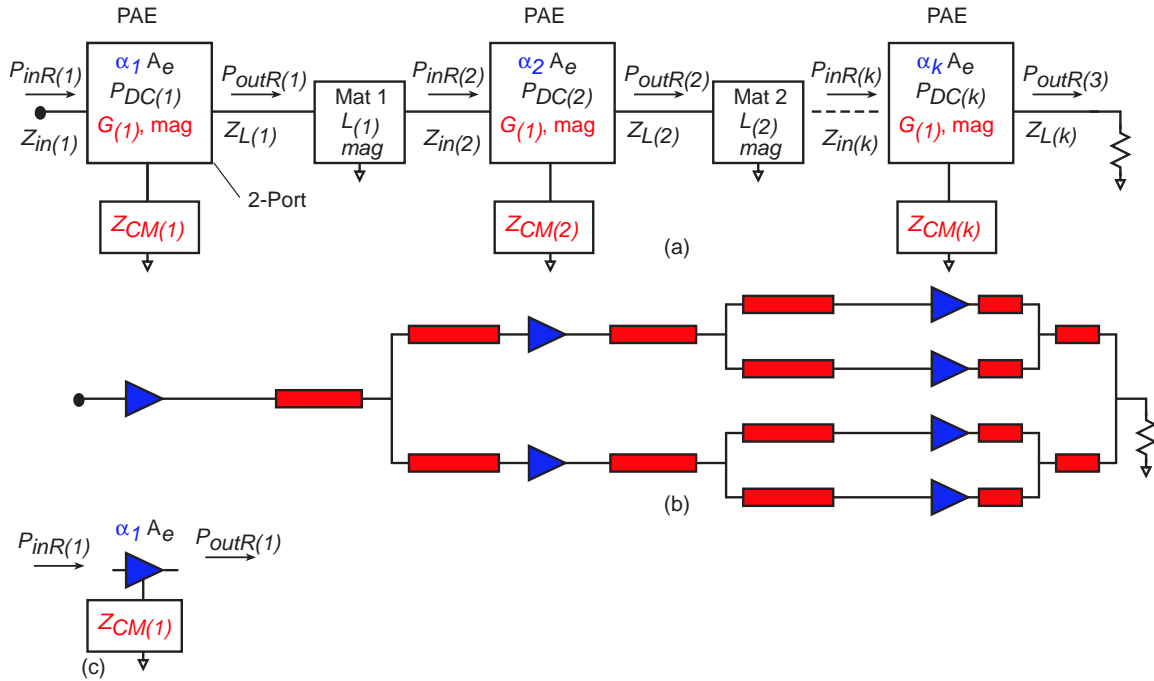 PAE PAE PAE
P_inR(1) α_1 A_e P_outR(1) P_inR(2) α_2 A_e P_outR(2) P_inR(k) α_k A_e P_outR(3)
P_DC(1) Mat 1 P_DC(2) Mat 2 P_DC(k)
Z_in(1) G_(1), mag Z_L(1) L_(1) Z_in(2) G_(1), mag Z_L(2) L_(2) Z_in(k) G_(1), mag Z_L(k)
mag mag
2-Port
Z_CM(1) Z_CM(2) Z_CM(k)
(a)
(b)
α_1 A_e
P_inR(1) P_outR(1)
Z_CM(1)
(c)